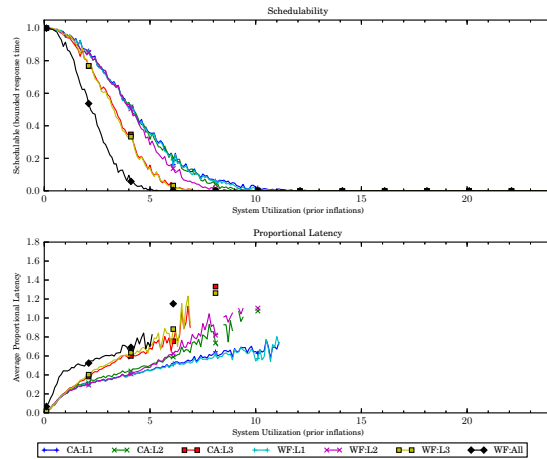 Schedulability
Schedulable (bounded response time)
1.0
0.8
0.6
0.4
0.2
0.0
0 5 10 15 20
System Utilization (prior inflations)
Proportional Latency
Average Proportional Latency
1.8
1.6
1.4
1.2
1.0
0.8
0.6
0.4
0.2
0.0
0 5 10 15 20
System Utilization (prior inflations)
CA:L1 CA:L2 CA:L3 WF:L1 WF:L2 WF:L3 WF:All